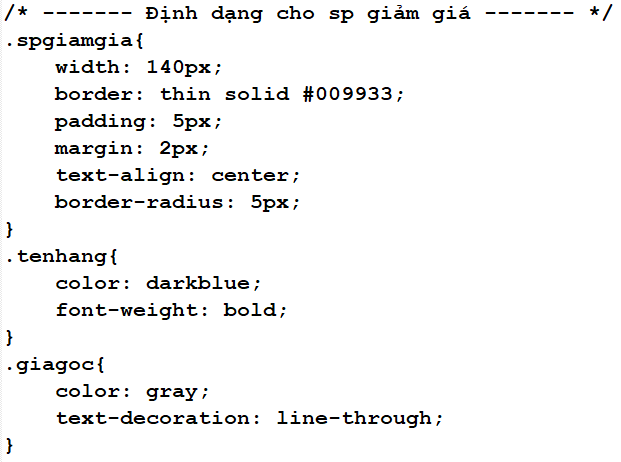 /* ------- Định dạng cho sp giảm giá ------- */
.spgiamgia{
    width: 140px;
    border: thin solid #009933;
    padding: 5px;
    margin: 2px;
    text-align: center;
    border-radius: 5px;
}
.tenhang{
    color: darkblue;
    font-weight: bold;
}
.giagoc{
    color: gray;
    text-decoration: line-through;
}